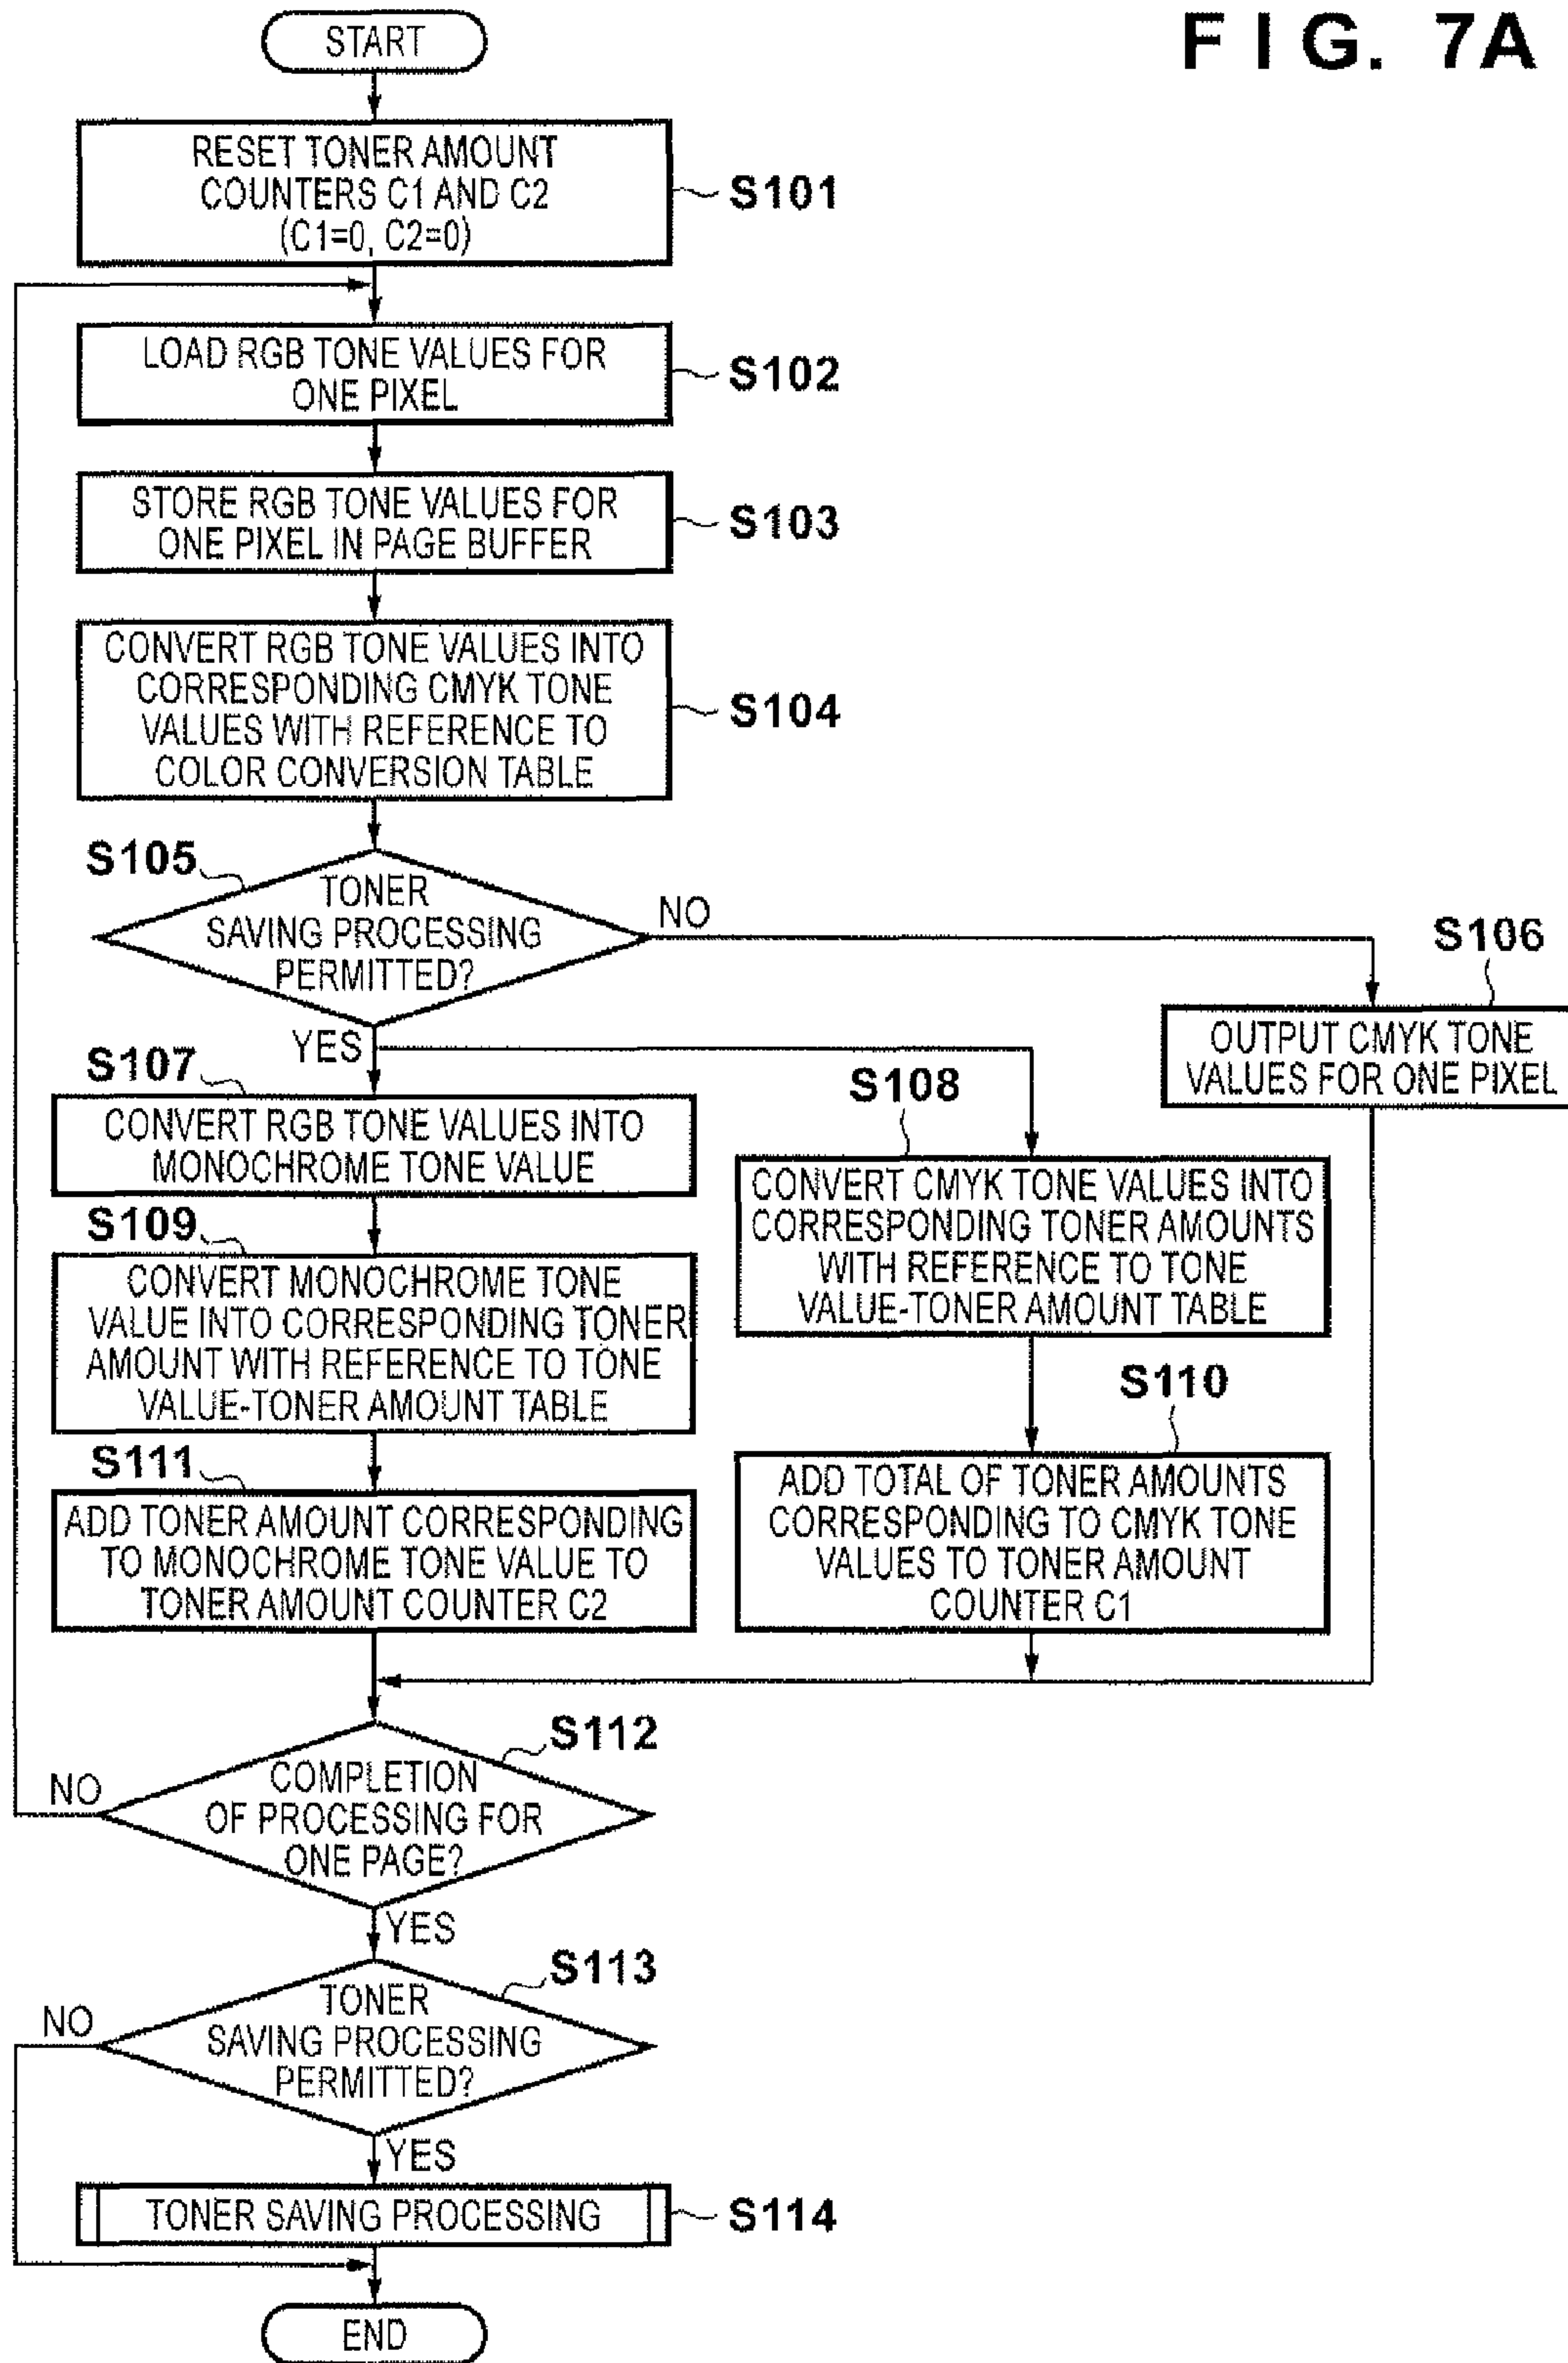 FIG. 7A
START
RESET TONER AMOUNT
COUNTERS C1 AND C2
(C1=0, C2=0)
S101
LOAD RGB TONE VALUES FOR
ONE PIXEL
S102
STORE RGB TONE VALUES FOR
ONE PIXEL IN PAGE BUFFER
S103
CONVERT RGB TONE VALUES INTO
CORRESPONDING CMYK TONE
VALUES WITH REFERENCE TO
COLOR CONVERSION TABLE
S104
S105
TONER
SAVING PROCESSING
PERMITTED?
NO
YES
S106
OUTPUT CMYK TONE
VALUES FOR ONE PIXEL
S107
CONVERT RGB TONE VALUES INTO
MONOCHROME TONE VALUE
S108
CONVERT CMYK TONE VALUES INTO
CORRESPONDING TONER AMOUNTS
WITH REFERENCE TO TONE
VALUE-TONER AMOUNT TABLE
S109
CONVERT MONOCHROME TONE
VALUE INTO CORRESPONDING TONER
AMOUNT WITH REFERENCE TO TONE
VALUE-TONER AMOUNT TABLE
S110
ADD TOTAL OF TONER AMOUNTS
CORRESPONDING TO CMYK TONE
VALUES TO TONER AMOUNT
COUNTER C1
S111
ADD TONER AMOUNT CORRESPONDING
TO MONOCHROME TONE VALUE TO
TONER AMOUNT COUNTER C2
S112
COMPLETION
OF PROCESSING FOR
ONE PAGE?
NO
YES
S113
TONER
SAVING PROCESSING
PERMITTED?
NO
YES
TONER SAVING PROCESSING
S114
END